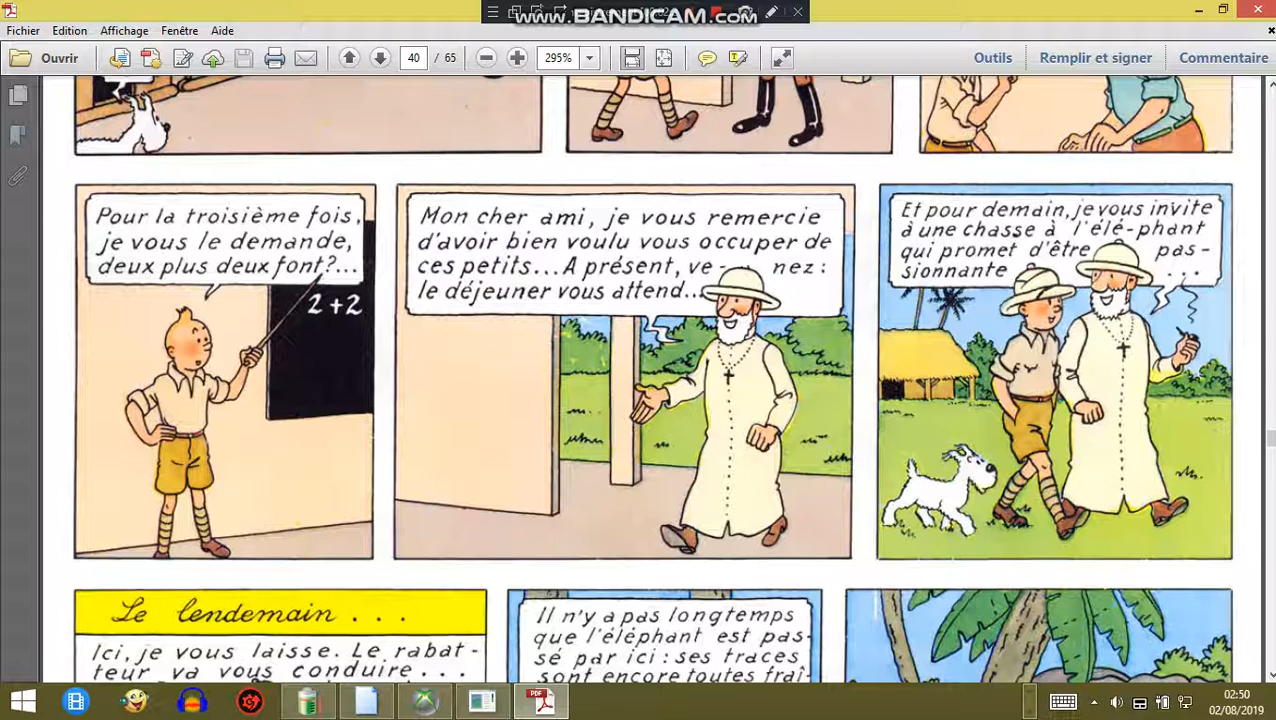 www.BANDICAM.com
Fichier Edition Affichage Fenêtre Aide
Ouvrir 40 / 65 295% Outils Remplir et signer Commentaire
Pour la troisième fois,
je vous le demande,
deux plus deux font?...
2+2
Mon cher ami, je vous remercie
d'avoir bien voulu vous occuper de
ces petits... A présent, ve- nez:
le déjeuner vous attend...
Et pour demain, je vous invite
à une chasse à l'élé-phant
qui promet d'être pas-
sionnante ...
Le lendemain...
Ici, je vous laisse. Le rabat-
teur va vous conduire...
Il n'y a pas longtemps
que l'éléphant est pas-
sé par ici: ses traces
sont encore toutes fraî-
02:50
02/08/2019